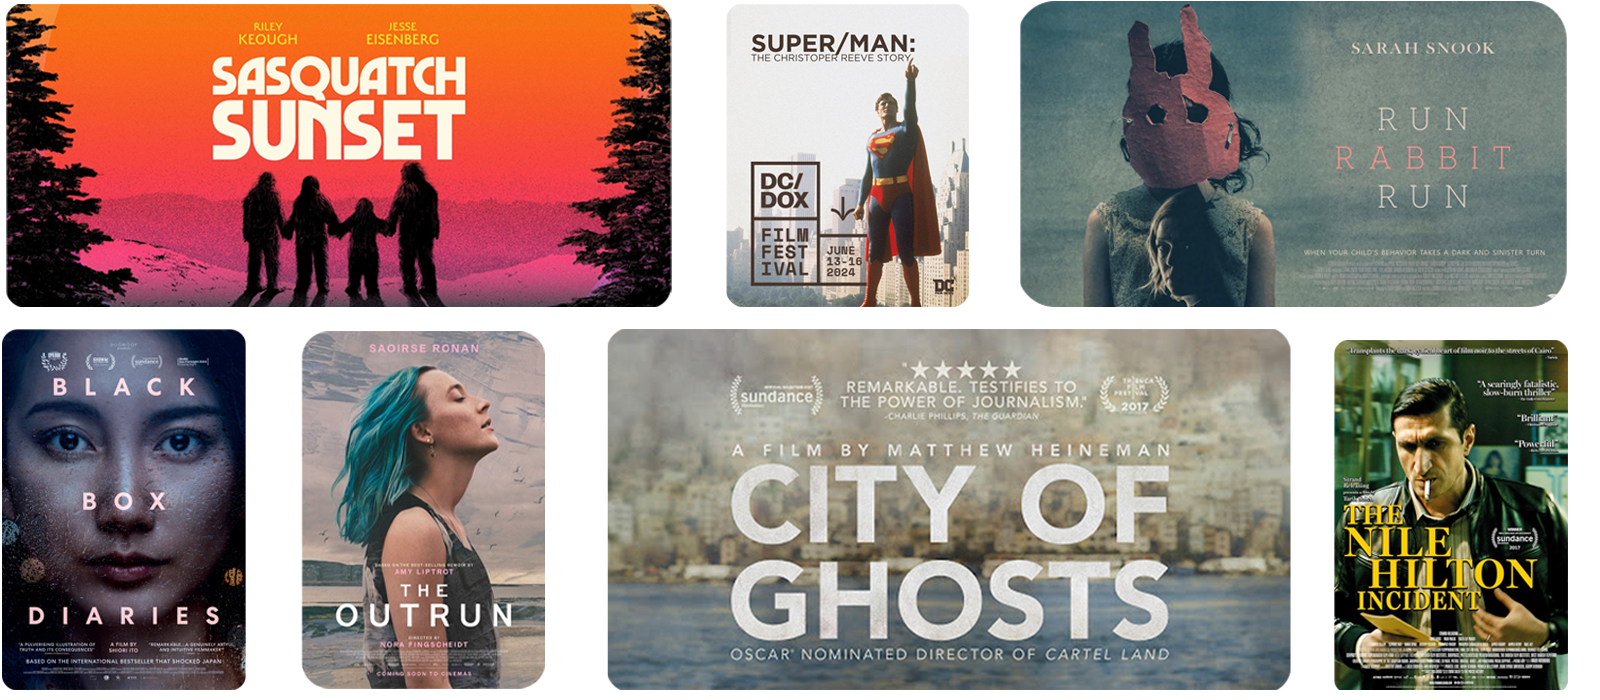 RILEY
KEOUGH
JESSE
EISENBERG
SASQUATCH
SUNSET
SUPER/MAN:
THE CHRISTOPER REEVE STORY
DC/
DOX
FILM
FEST
IVAL
JUNE
13-16
2024
DC
SARAH SNOOK
RUN
RABBIT
RUN
WHEN YOUR CHILD'S BEHAVIOR TAKES A DARK AND SINISTER TURN
sundance
BLACK
BOX
DIARIES
"A PULVERISING ILLUSTRATION OF
TRUTH AND ITS CONSEQUENCES"
A FILM BY
SHIORI ITO
"REMARKABLE... A GENUINELY ARTFUL
AND INTUITIVE FILMMAKER"
BASED ON THE INTERNATIONAL BESTSELLER THAT SHOCKED JAPAN
SAOIRSE RONAN
BASED ON THE BEST-SELLING MEMOIR BY
AMY LIPTROT
THE
OUTRUN
DIRECTED BY
NORA FINGSCHEIDT
COMING SOON TO CINEMAS
sundance
"★★★★★
REMARKABLE. TESTIFIES TO
THE POWER OF JOURNALISM."
-CHARLIE PHILLIPS, THE GUARDIAN
TRIBECA
FILM
FESTIVAL
2017
A FILM BY MATTHEW HEINEMAN
CITY OF
GHOSTS
OSCAR® NOMINATED DIRECTOR OF CARTEL LAND
"Transplants the
art of film noir to the streets of Cairo"
"A searingly fatalistic,
slow-burn thriller"
"Brilliant"
"Powerful"
THE
NILE
HILTON
INCIDENT
sundance
2017